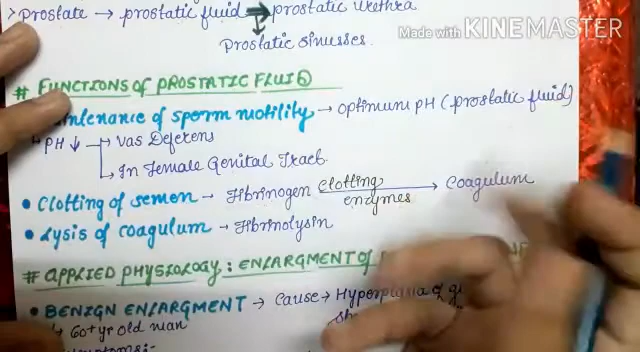 > Prostate → prostatic fluid → prostatic urethra
Prostatic sinusses.
Made with KINEMASTER
# FUNCTIONS OF PROSTATIC FLUID
maintenance of sperm motility → optimum pH (prostatic fluid)
PH ↓ → Vas Deferens
→ In Female Genital Tract
• Clotting of semen → Fibrinogen clotting enzymes → Coagulum
• Lysis of coagulum → Fibrinolysin
# APPLIED PHYSIOLOGY: ENLARGMENT OF
• BENIGN ENLARGMENT → Cause → Hyperplasia of
↳ 60+ yr old man